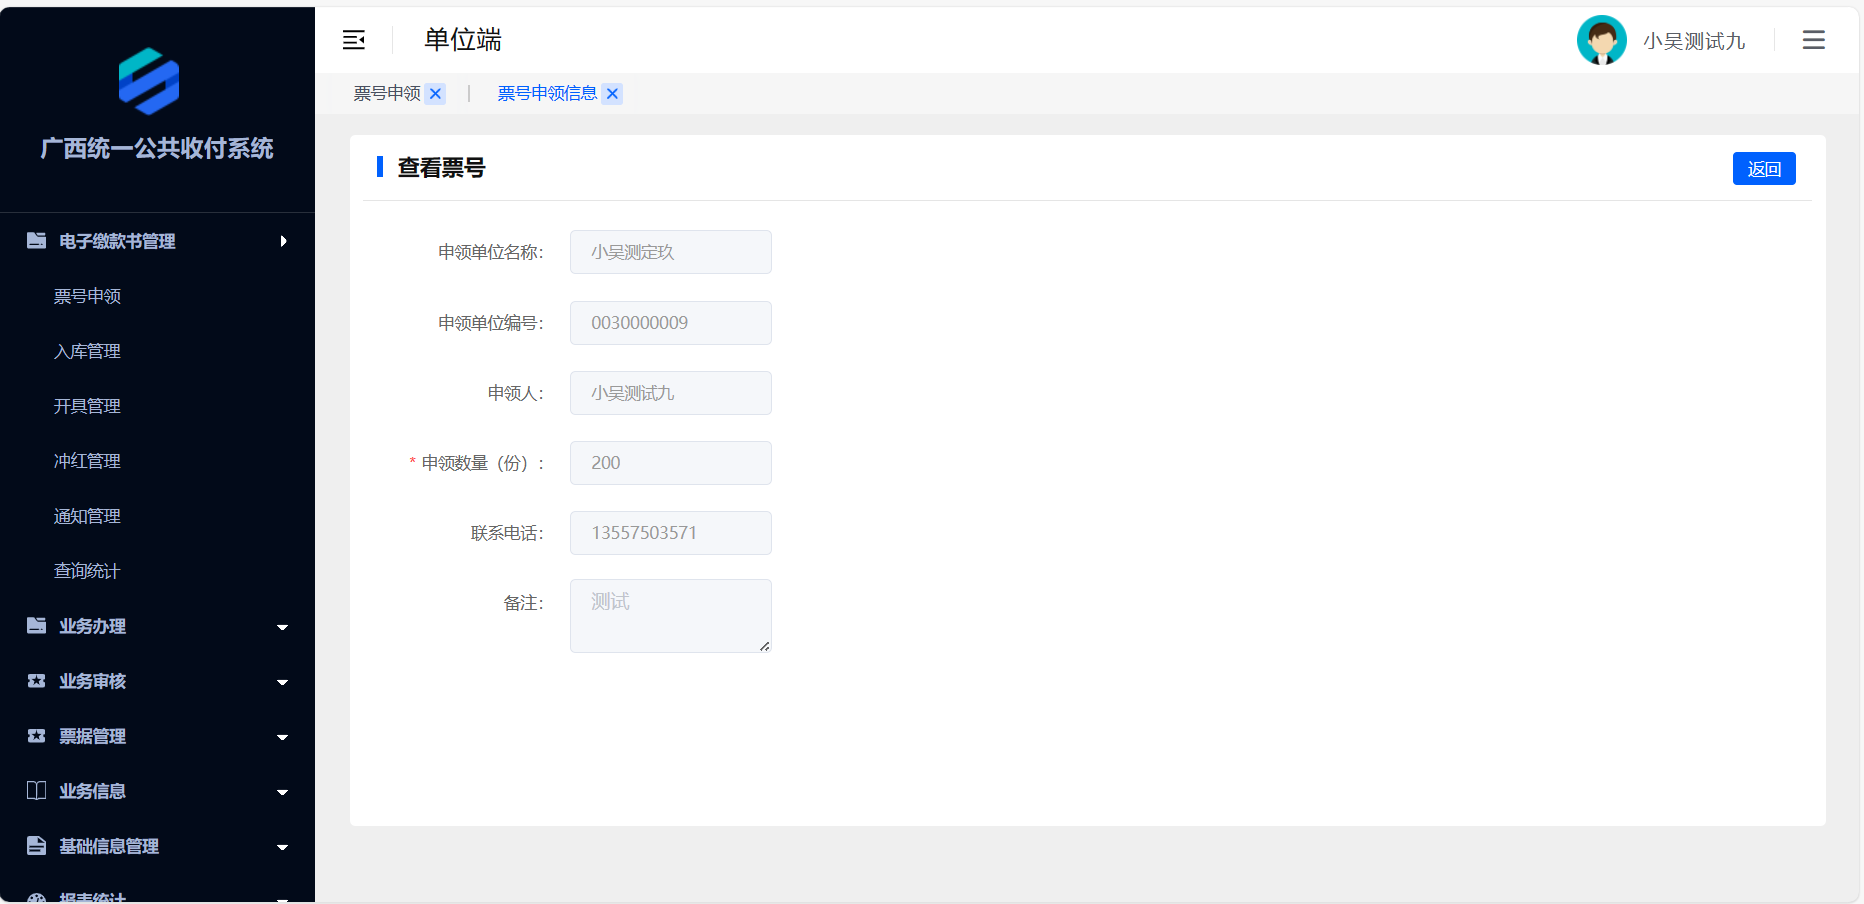 广西统一公共收付系统
电子缴款书管理
票号申领
入库管理
开具管理
冲红管理
通知管理
查询统计
业务办理
业务审核
票据管理
业务信息
基础信息管理
报表统计
单位端
小吴测试九
票号申领
票号申领信息
查看票号
返回
申领单位名称： 小吴测定玖
申领单位编号： 0030000009
申领人： 小吴测试九
* 申领数量（份）： 200
联系电话： 13557503571
备注： 测试